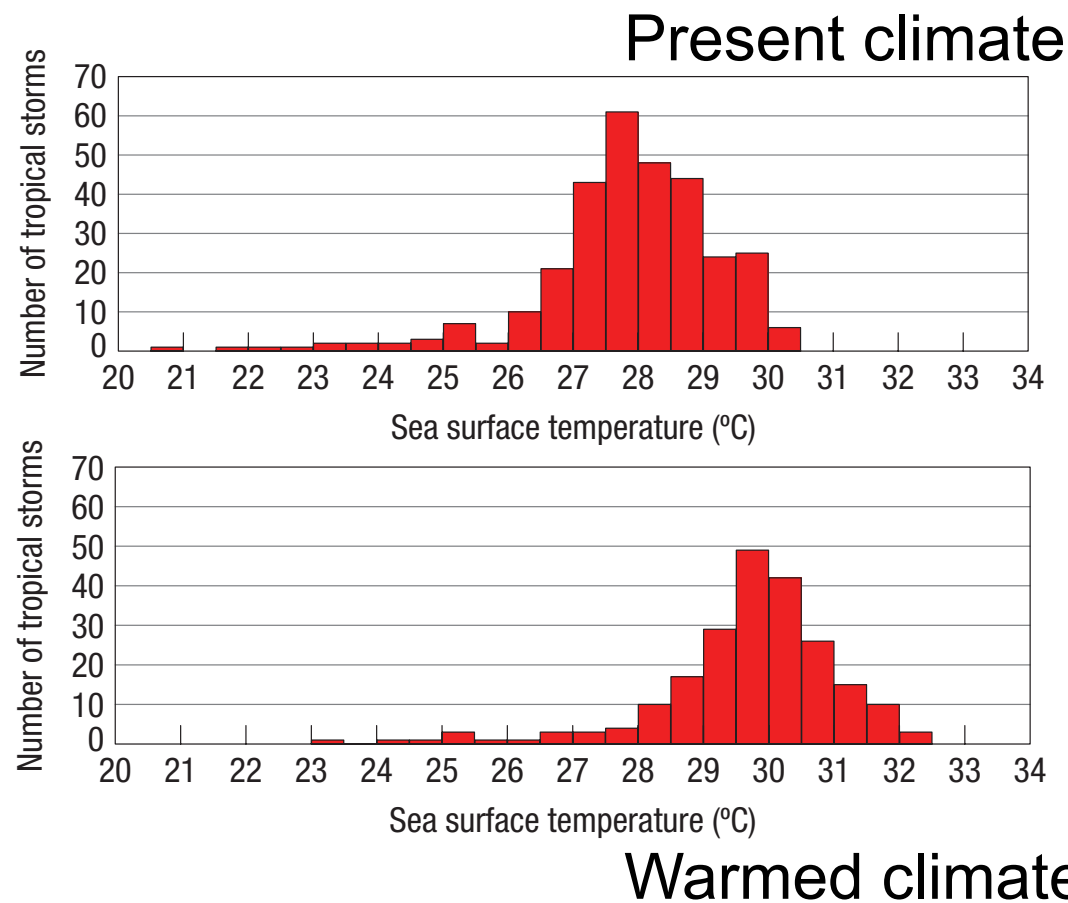 Present climate
Number of tropical storms
70
60
50
40
30
20
10
0
20 21 22 23 24 25 26 27 28 29 30 31 32 33 34
Sea surface temperature (ºC)
Number of tropical storms
70
60
50
40
30
20
10
0
20 21 22 23 24 25 26 27 28 29 30 31 32 33 34
Sea surface temperature (ºC)
Warmed climate